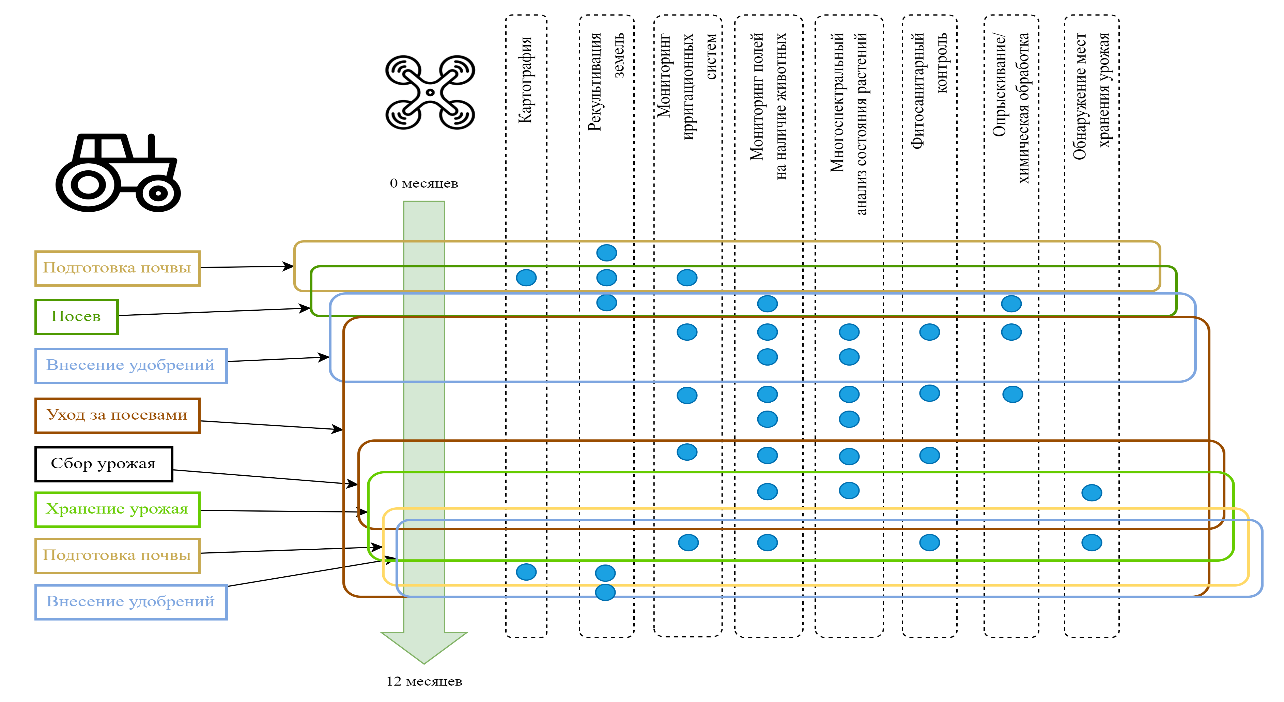 Картография
Рекультивация
земель
Мониторинг
ирригационных
систем
Мониторинг полей
на наличие животных
Многоспектральный
анализ состояния растений
Фитосанитарный
контроль
Опрыскивание/
химическая обработка
Обнаружение мест
хранения урожая
0 месяцев
Подготовка почвы
Посев
Внесение удобрений
Уход за посевами
Сбор урожая
Хранение урожая
Подготовка почвы
Внесение удобрений
12 месяцев